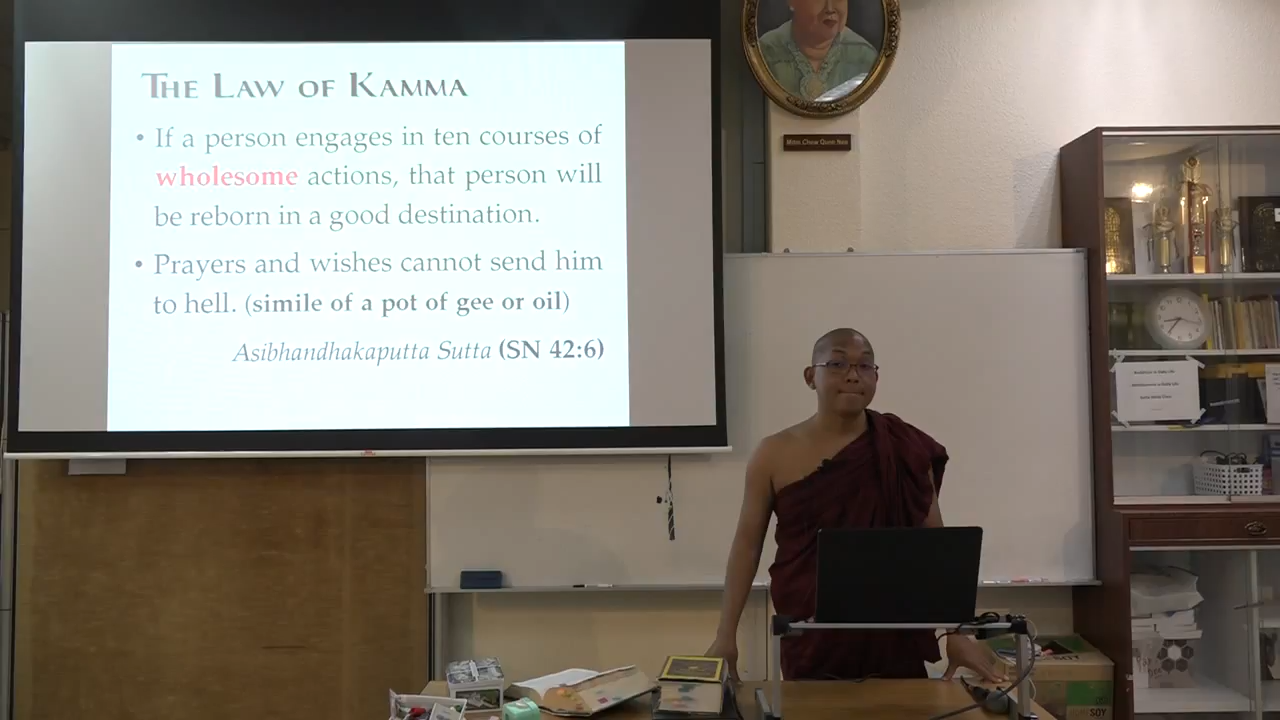 THE LAW OF KAMMA
• If a person engages in ten courses of
wholesome actions, that person will
be reborn in a good destination.
• Prayers and wishes cannot send him
to hell. (simile of a pot of gee or oil)
Asibhandhakaputta Sutta (SN 42:6)
SOY